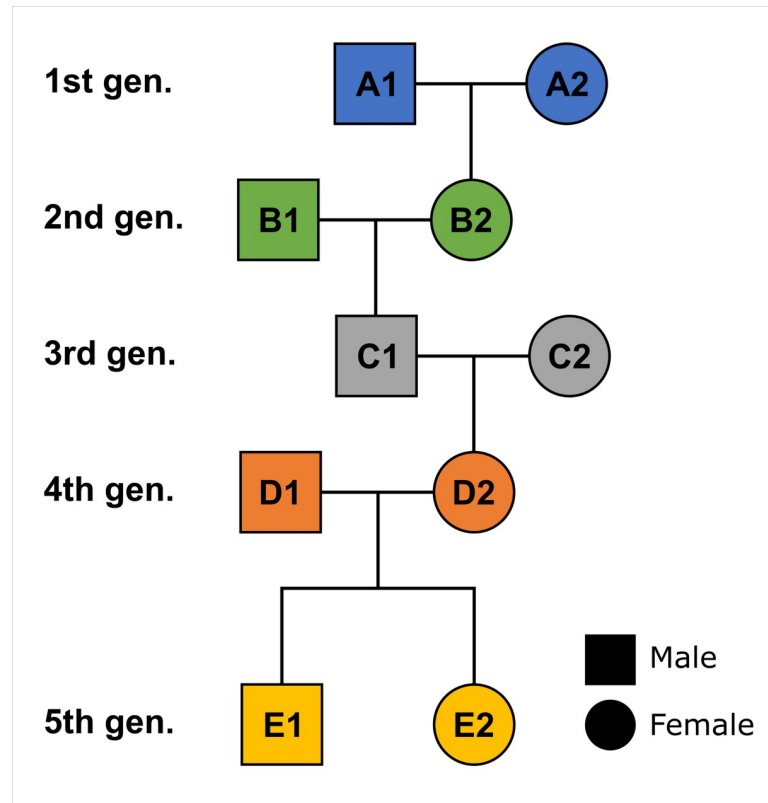 1st gen. A1 A2
2nd gen. B1 B2
3rd gen. C1 C2
4th gen. D1 D2
Male
5th gen. E1 E2 Female